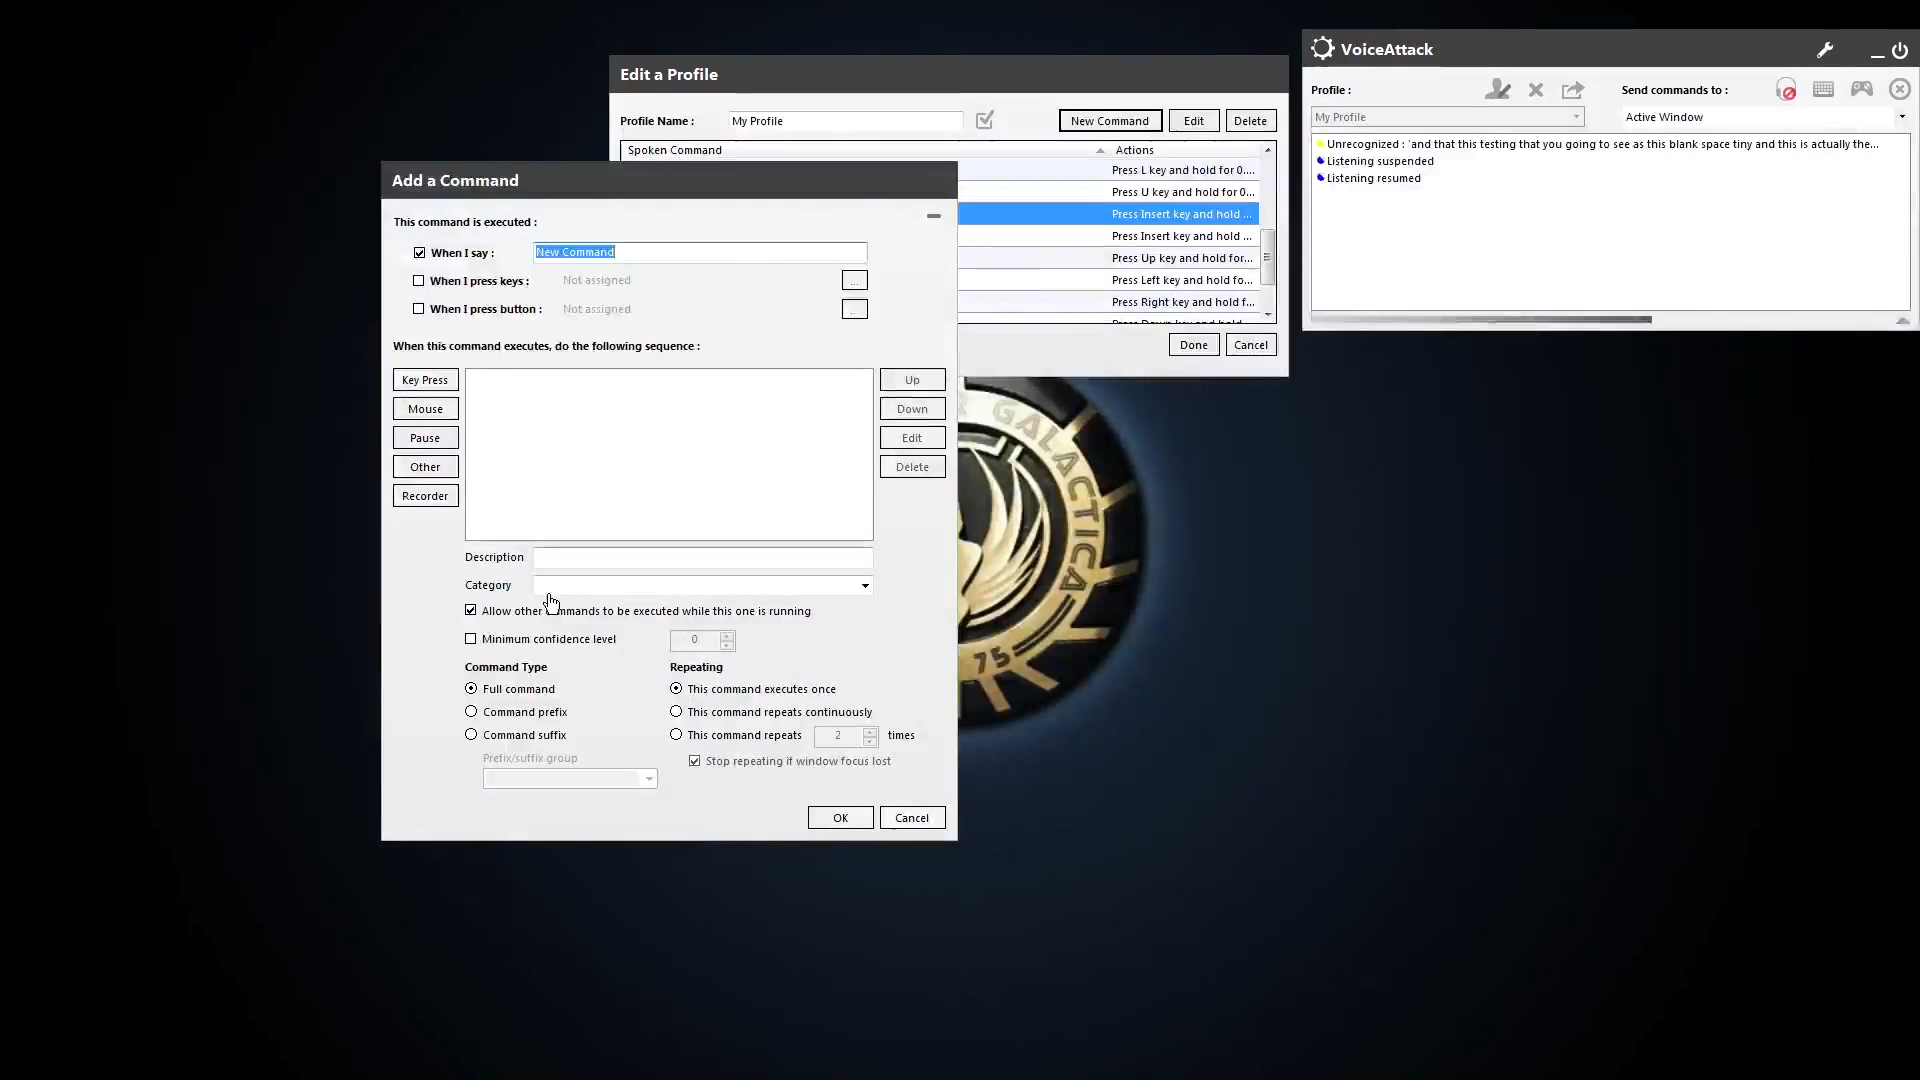 VoiceAttack
Profile :
Send commands to :
My Profile
Active Window
Unrecognized : 'and that this testing that you going to see as this blank space tiny and this is actually the...
Listening suspended
Listening resumed
Edit a Profile
Profile Name :
My Profile
New Command
Edit
Delete
Spoken Command
Actions
Press L key and hold for 0....
Press U key and hold for 0...
Press Insert key and hold ...
Press Insert key and hold ...
Press Up key and hold for...
Press Left key and hold fo...
Press Right key and hold f...
Press Down key and hold
Done
Cancel
Add a Command
This command is executed :
When I say :
New Command
When I press keys :
Not assigned
...
When I press button :
Not assigned
...
When this command executes, do the following sequence :
Key Press
Mouse
Pause
Other
Recorder
Up
Down
Edit
Delete
Description
Category
Allow other commands to be executed while this one is running
Minimum confidence level
0
Command Type
Full command
Command prefix
Command suffix
Prefix/suffix group
Repeating
This command executes once
This command repeats continuously
This command repeats
2
times
Stop repeating if window focus lost
OK
Cancel
GALACTICA
75